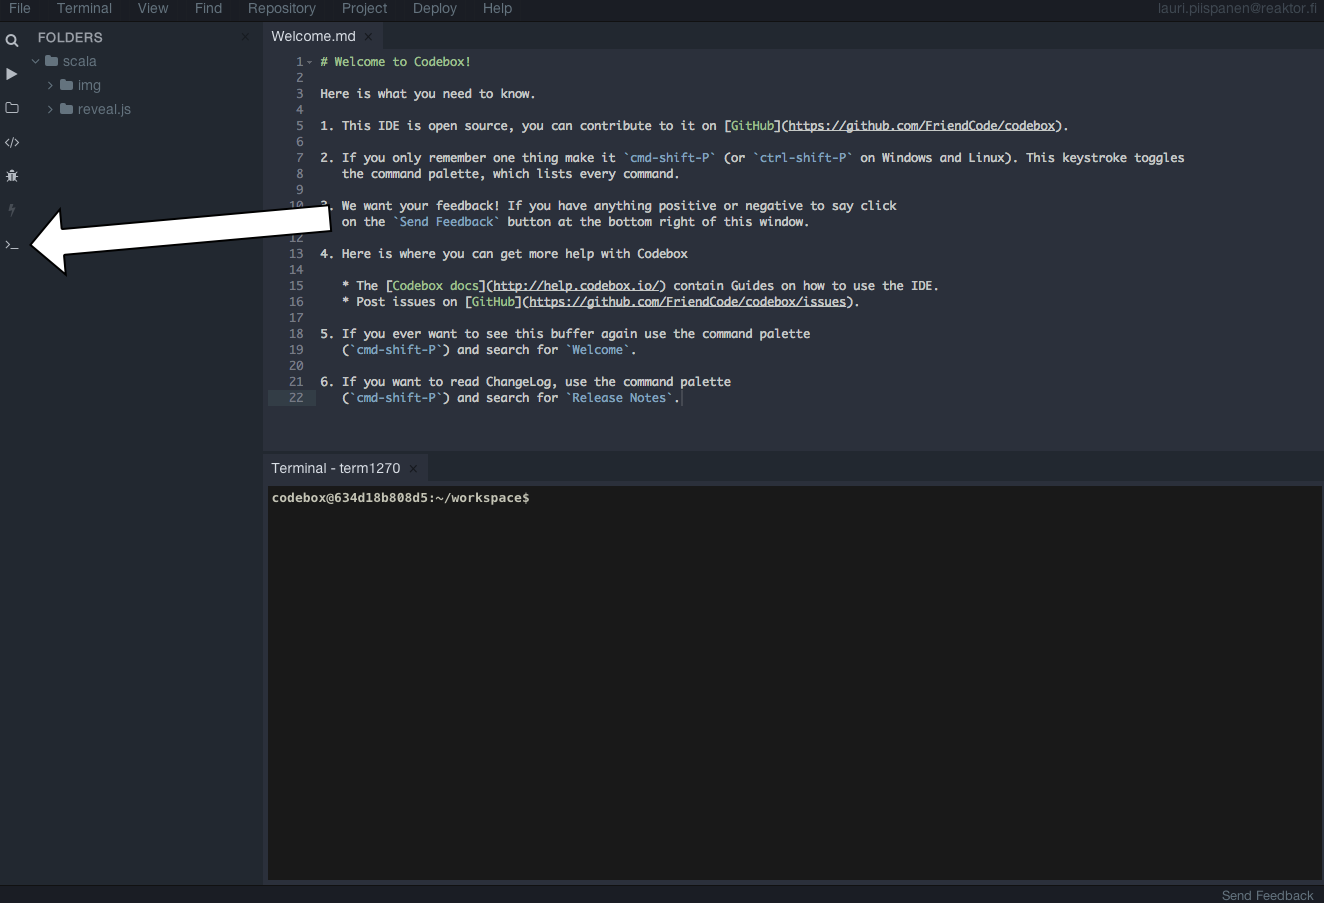 File Terminal View Find Repository Project Deploy Help lauri.piispanen@reaktor.fi
FOLDERS
scala
img
reveal.js
Welcome.md ×
1 # Welcome to Codebox!
2
3 Here is what you need to know.
4
5 1. This IDE is open source, you can contribute to it on [GitHub](https://github.com/FriendCode/codebox).
6
7 2. If you only remember one thing make it `cmd-shift-P` (or `ctrl-shift-P` on Windows and Linux). This keystroke toggles
8 the command palette, which lists every command.
9
10 3. We want your feedback! If you have anything positive or negative to say click
on the `Send Feedback` button at the bottom right of this window.
12
13 4. Here is where you can get more help with Codebox
14
15 * The [Codebox docs](http://help.codebox.io/) contain Guides on how to use the IDE.
16 * Post issues on [GitHub](https://github.com/FriendCode/codebox/issues).
17
18 5. If you ever want to see this buffer again use the command palette
19 (`cmd-shift-P`) and search for `Welcome`.
20
21 6. If you want to read ChangeLog, use the command palette
22 (`cmd-shift-P`) and search for `Release Notes`.
Terminal - term1270 ×
codebox@634d18b808d5:~/workspace$
Send Feedback